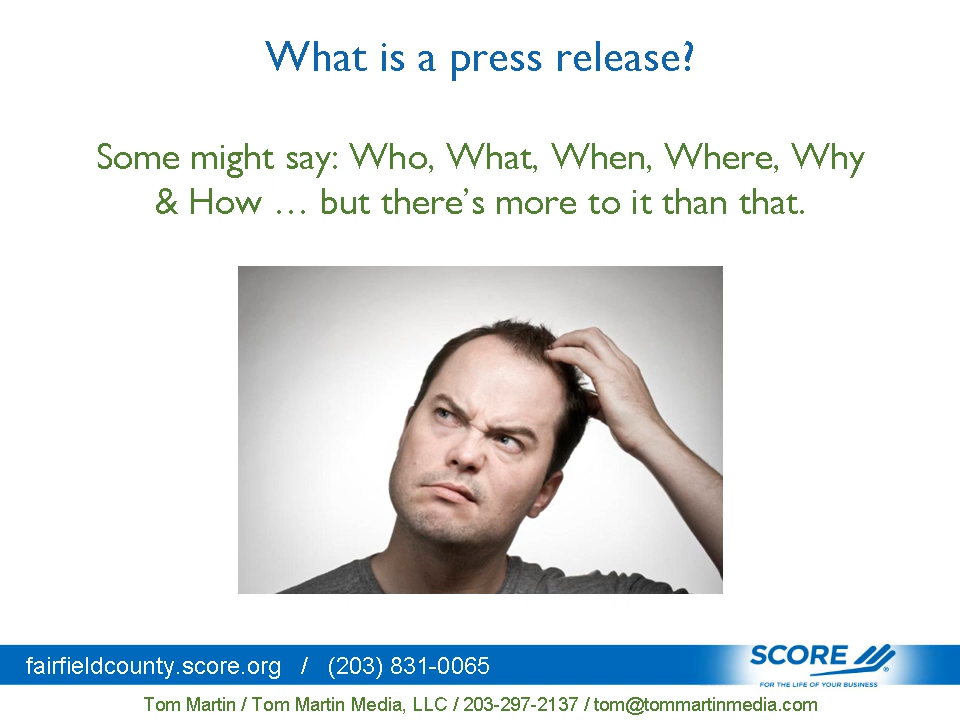 What is a press release?
Some might say: Who, What, When, Where, Why
& How … but there’s more to it than that.
fairfieldcounty.score.org / (203) 831-0065
SCORE ®
FOR THE LIFE OF YOUR BUSINESS
Tom Martin / Tom Martin Media, LLC / 203-297-2137 / tom@tommartinmedia.com